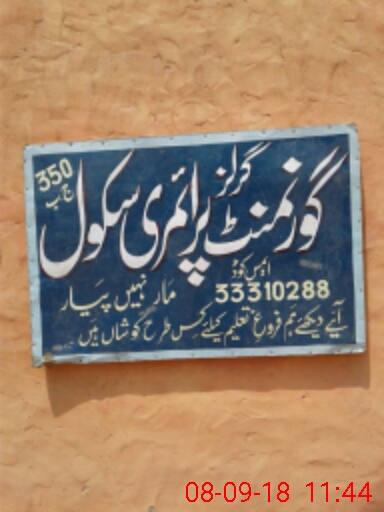 گورنمنٹ گرلز پرائمری سکول
350 ج ب
ایمس کوڈ
33310288
مار نہیں پیار
آیئے دیکھئے ہم فروغِ تعلیم کیلئے کس طرح کوشاں ہیں
08-09-18 11:44